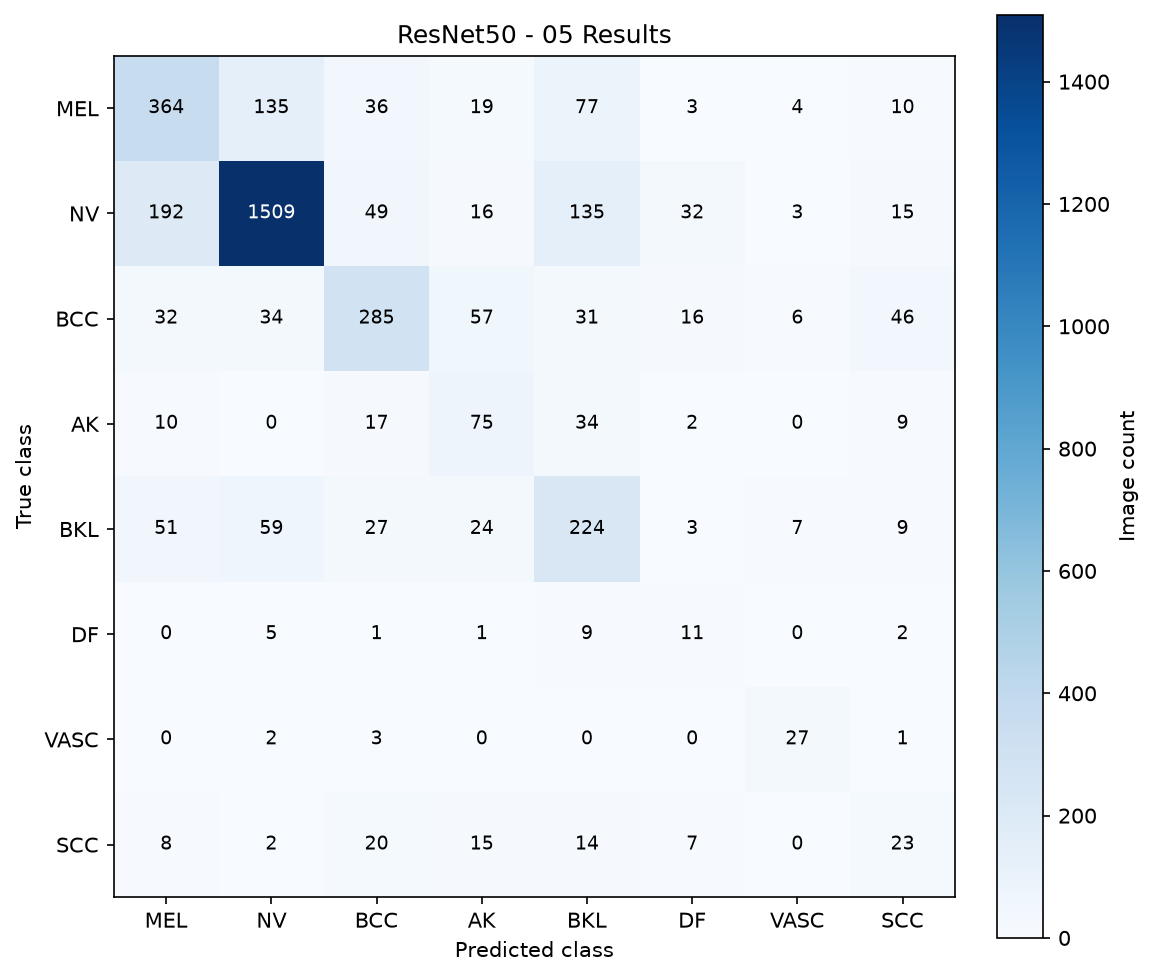 ResNet50 - 05 Results
MEL 364 135 36 19 77 3 4 10
NV 192 1509 49 16 135 32 3 15
BCC 32 34 285 57 31 16 6 46
AK 10 0 17 75 34 2 0 9
BKL 51 59 27 24 224 3 7 9
DF 0 5 1 1 9 11 0 2
VASC 0 2 3 0 0 0 27 1
SCC 8 2 20 15 14 7 0 23
MEL NV BCC AK BKL DF VASC SCC
Predicted class
True class
1400
1200
1000
800
600
400
200
0
Image count